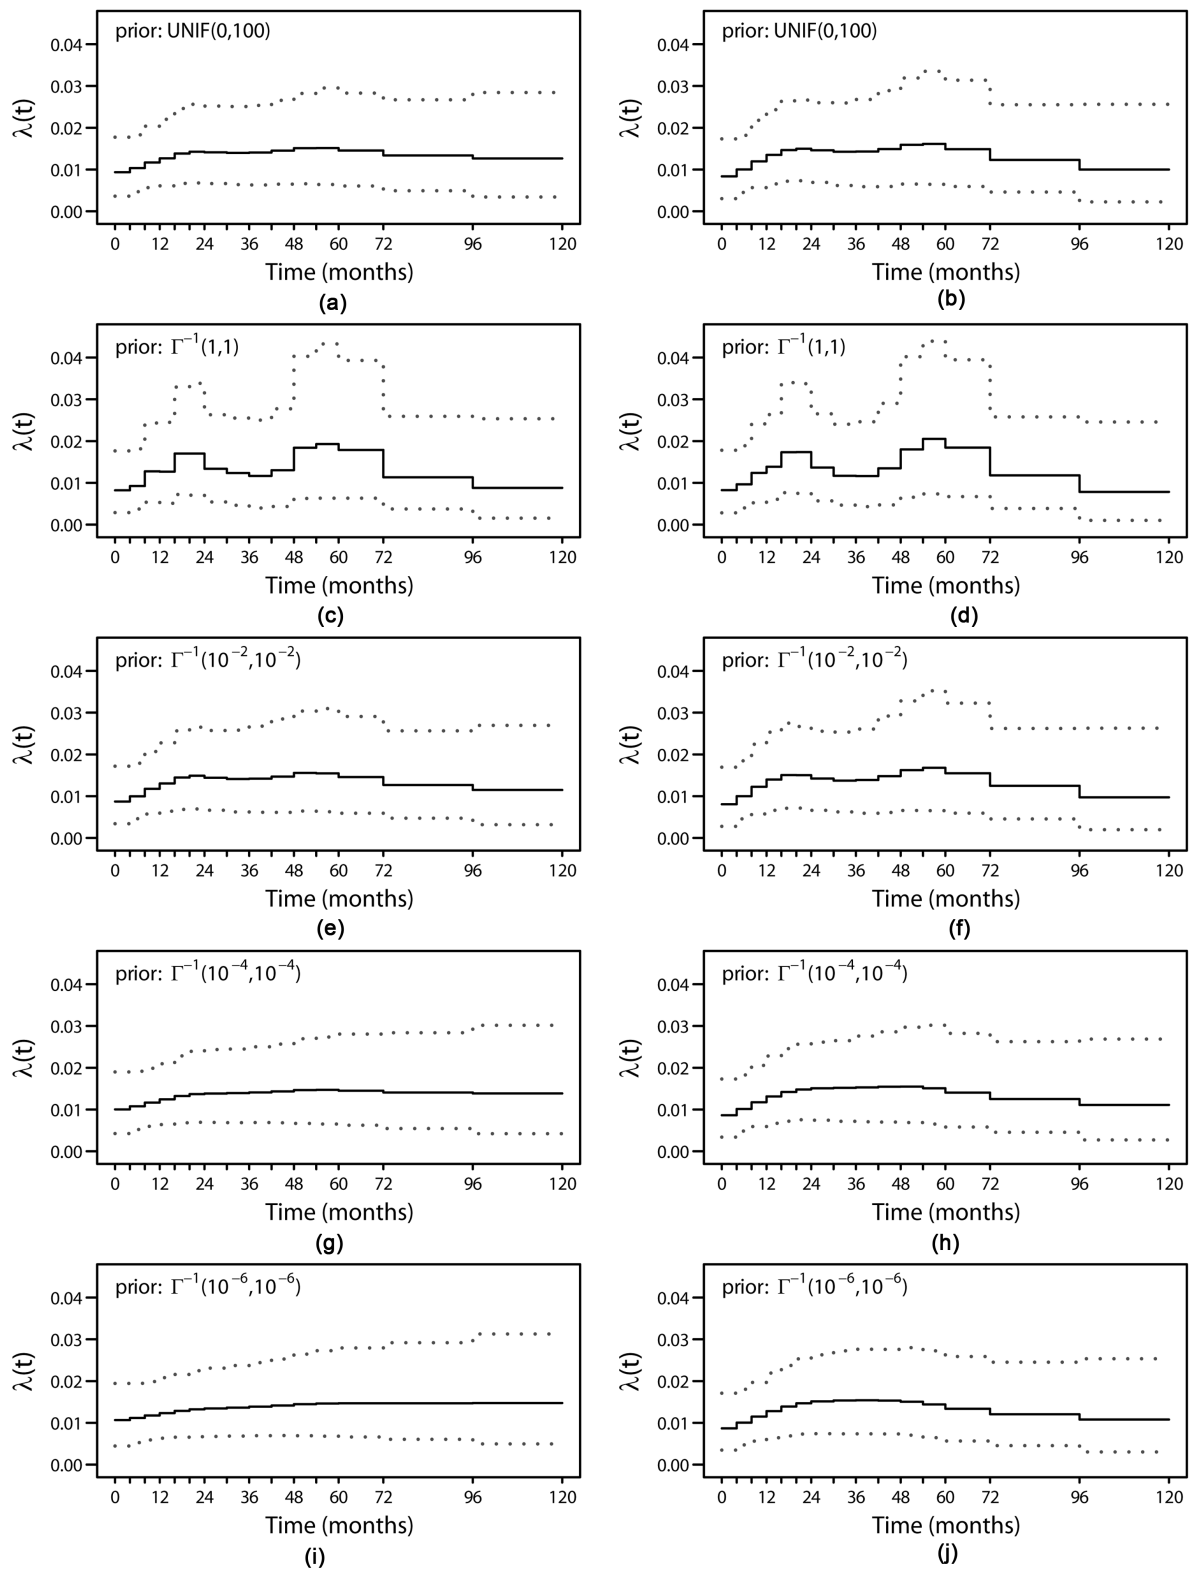 prior: UNIF(0,100)
0.04
0.03
0.02
0.01
0.00
λ(t)
0 12 24 36 48 60 72 96 120
Time (months)
(a)
prior: UNIF(0,100)
0.04
0.03
0.02
0.01
0.00
λ(t)
0 12 24 36 48 60 72 96 120
Time (months)
(b)
prior: Γ⁻¹(1,1)
0.04
0.03
0.02
0.01
0.00
λ(t)
0 12 24 36 48 60 72 96 120
Time (months)
(c)
prior: Γ⁻¹(1,1)
0.04
0.03
0.02
0.01
0.00
λ(t)
0 12 24 36 48 60 72 96 120
Time (months)
(d)
prior: Γ⁻¹(10⁻²,10⁻²)
0.04
0.03
0.02
0.01
0.00
λ(t)
0 12 24 36 48 60 72 96 120
Time (months)
(e)
prior: Γ⁻¹(10⁻²,10⁻²)
0.04
0.03
0.02
0.01
0.00
λ(t)
0 12 24 36 48 60 72 96 120
Time (months)
(f)
prior: Γ⁻¹(10⁻⁴,10⁻⁴)
0.04
0.03
0.02
0.01
0.00
λ(t)
0 12 24 36 48 60 72 96 120
Time (months)
(g)
prior: Γ⁻¹(10⁻⁴,10⁻⁴)
0.04
0.03
0.02
0.01
0.00
λ(t)
0 12 24 36 48 60 72 96 120
Time (months)
(h)
prior: Γ⁻¹(10⁻⁶,10⁻⁶)
0.04
0.03
0.02
0.01
0.00
λ(t)
0 12 24 36 48 60 72 96 120
Time (months)
(i)
prior: Γ⁻¹(10⁻⁶,10⁻⁶)
0.04
0.03
0.02
0.01
0.00
λ(t)
0 12 24 36 48 60 72 96 120
Time (months)
(j)